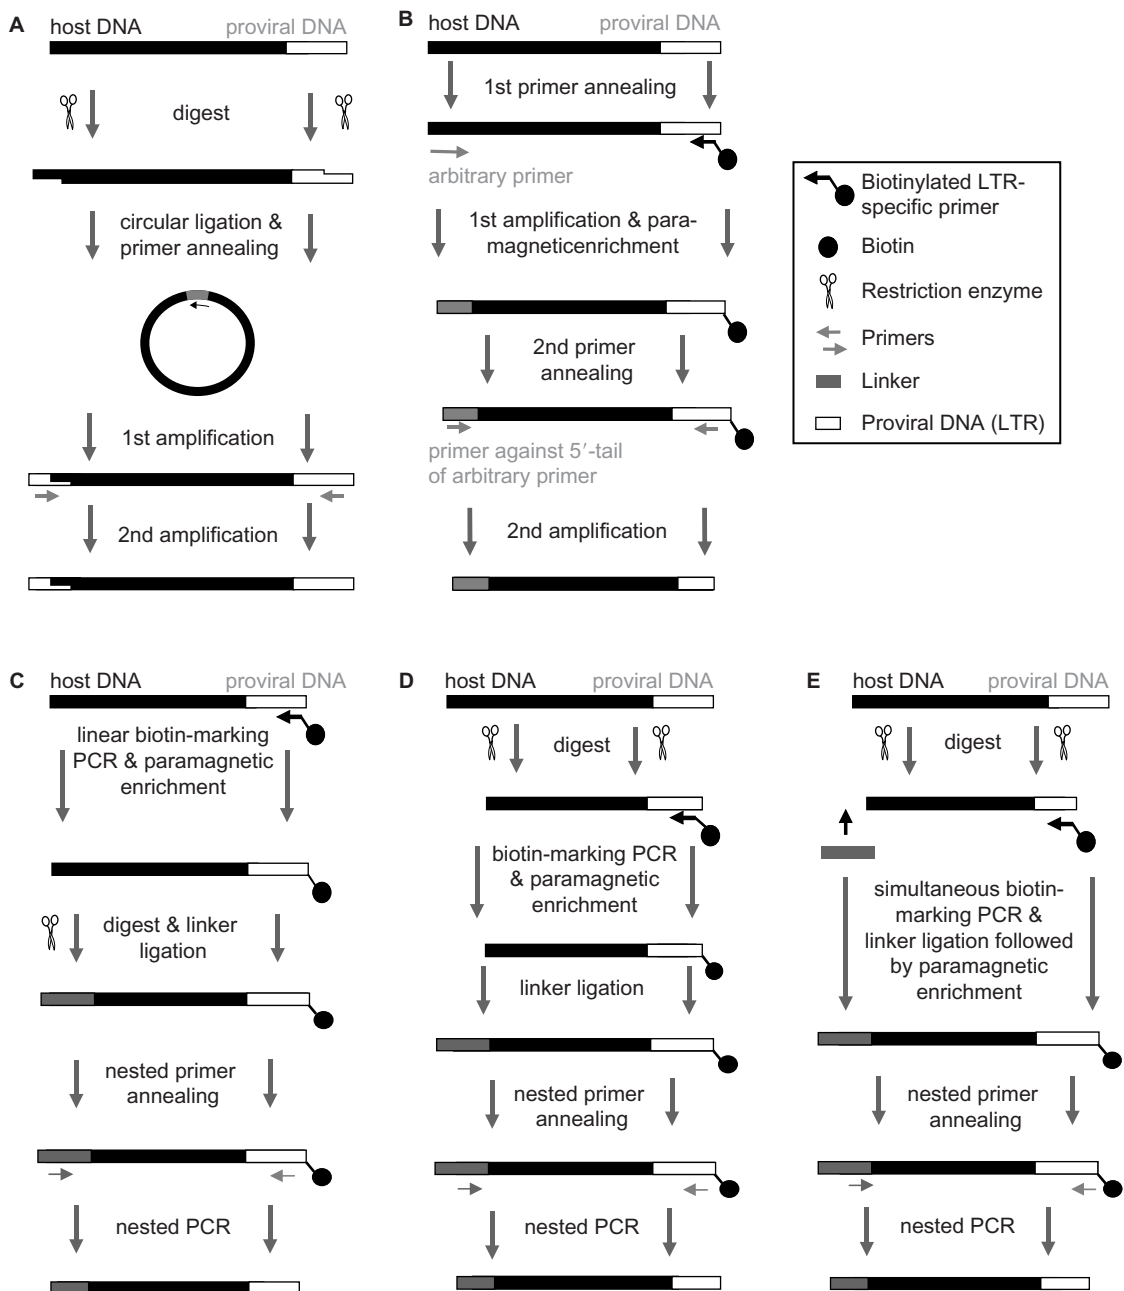 A
host DNA
proviral DNA
digest
circular ligation &
primer annealing
1st amplification
2nd amplification
B
host DNA
proviral DNA
1st primer annealing
arbitrary primer
1st amplification & para-
magneticenrichment
2nd primer
annealing
primer against 5′-tail
of arbitrary primer
2nd amplification
Biotinylated LTR-
specific primer
Biotin
Restriction enzyme
Primers
Linker
Proviral DNA (LTR)
C
host DNA
proviral DNA
linear biotin-marking
PCR & paramagnetic
enrichment
digest & linker
ligation
nested primer
annealing
nested PCR
D
host DNA
proviral DNA
digest
biotin-marking PCR
& paramagnetic
enrichment
linker ligation
nested primer
annealing
nested PCR
E
host DNA
proviral DNA
digest
simultaneous biotin-
marking PCR &
linker ligation followed
by paramagnetic
enrichment
nested primer
annealing
nested PCR